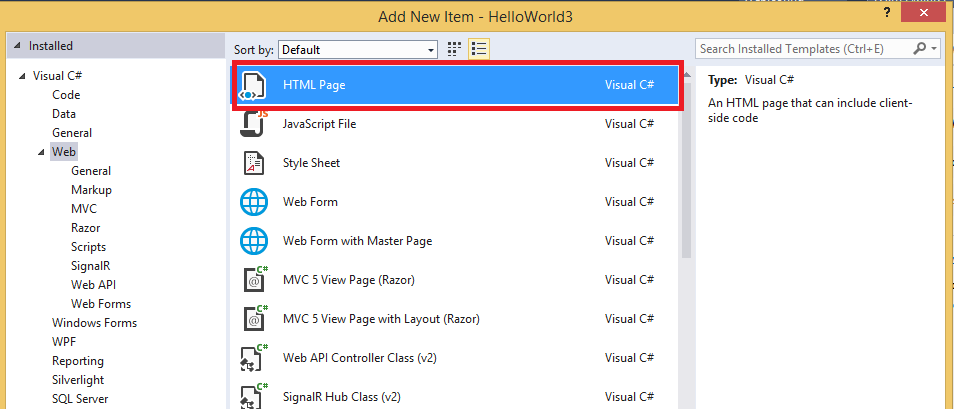 Add New Item - HelloWorld3
?
Installed
Visual C#
Code
Data
General
Web
General
Markup
MVC
Razor
Scripts
SignalR
Web API
Web Forms
Windows Forms
WPF
Reporting
Silverlight
SQL Server
Sort by: Default
HTML Page Visual C#
JavaScript File Visual C#
Style Sheet Visual C#
Web Form Visual C#
Web Form with Master Page Visual C#
MVC 5 View Page (Razor) Visual C#
MVC 5 View Page with Layout (Razor) Visual C#
Web API Controller Class (v2) Visual C#
SignalR Hub Class (v2) Visual C#
Search Installed Templates (Ctrl+E)
Type: Visual C#
An HTML page that can include client-
side code